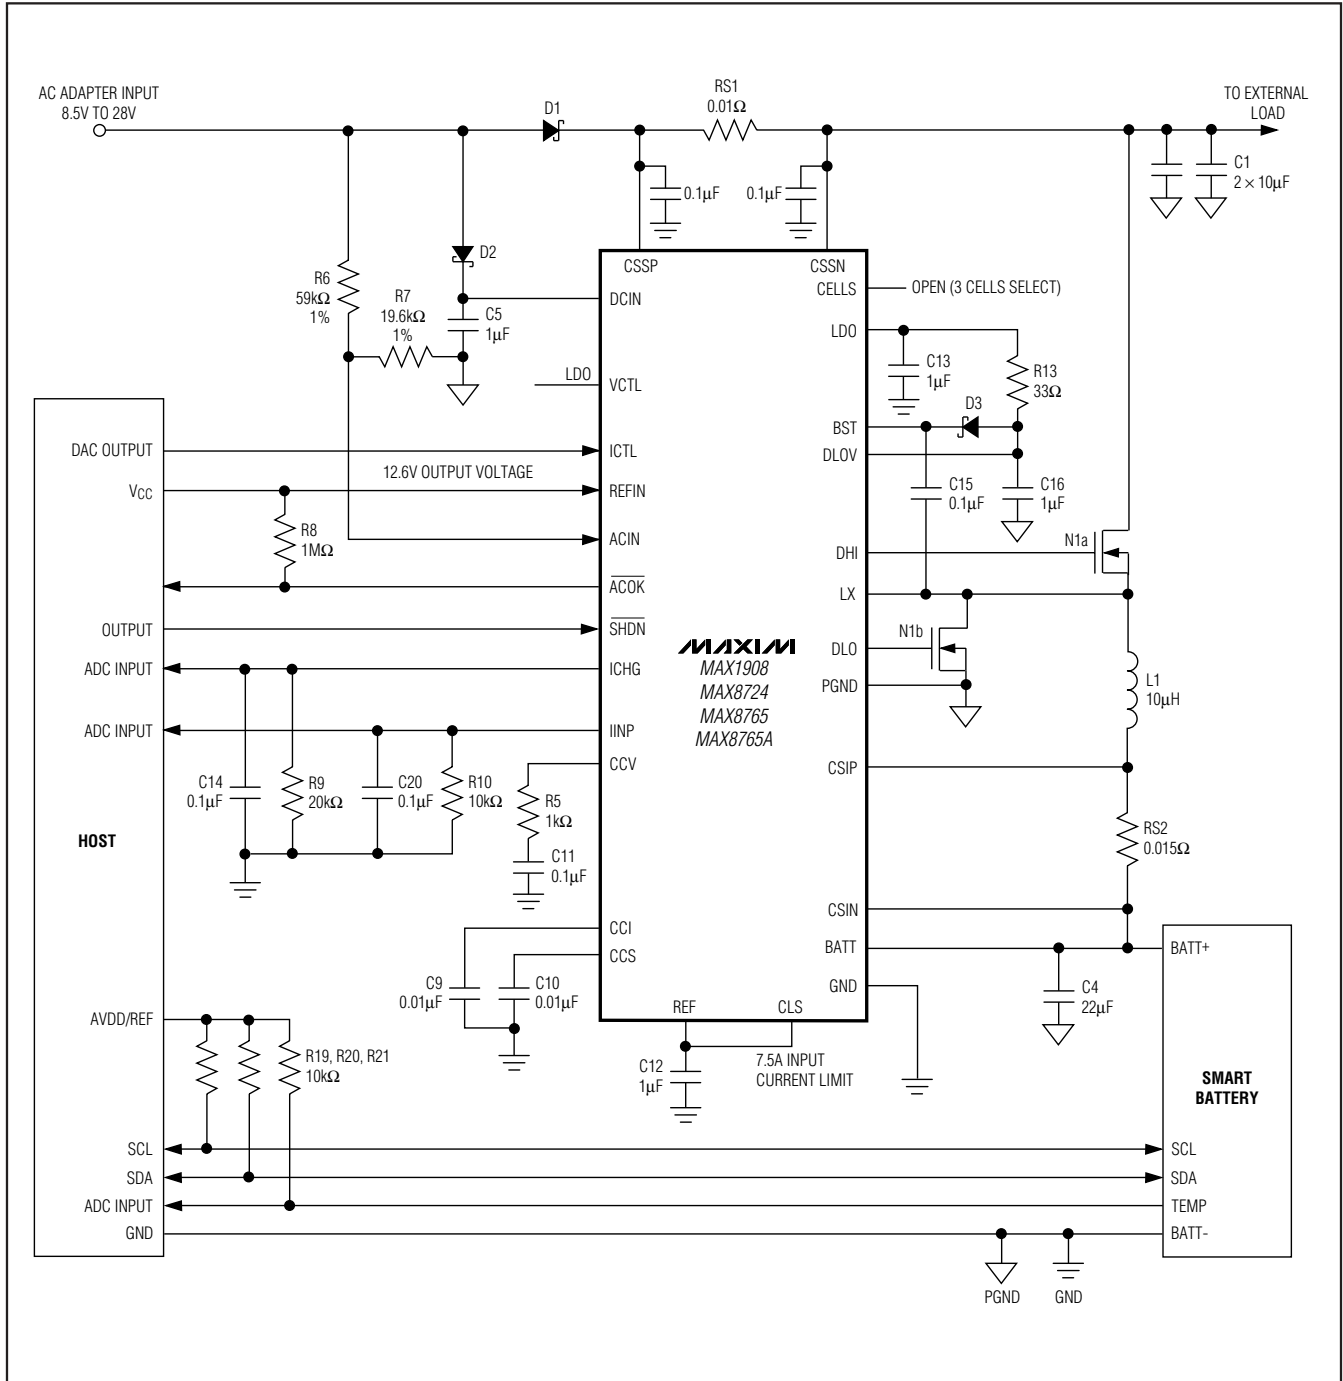 AC ADAPTER INPUT
8.5V TO 28V
D1
RS1
0.01Ω
TO EXTERNAL
LOAD
C1
2 × 10µF
0.1µF
0.1µF
D2
R6
59kΩ
1%
R7
19.6kΩ
1%
C5
1µF
CSSP
CSSN
CELLS
OPEN (3 CELLS SELECT)
DCIN
LDO
C13
1µF
R13
33Ω
LDO
VCTL
D3
BST
DLOV
DAC OUTPUT
ICTL
12.6V OUTPUT VOLTAGE
VCC
REFIN
C15
0.1µF
C16
1µF
R8
1MΩ
ACIN
DHI
N1a
ACOK
LX
OUTPUT
SHDN
N1b
DLO
MAXIM
MAX1908
MAX8724
MAX8765
MAX8765A
ADC INPUT
ICHG
PGND
L1
10µH
ADC INPUT
IINP
CCV
CSIP
C14
0.1µF
R9
20kΩ
C20
0.1µF
R10
10kΩ
R5
1kΩ
C11
0.1µF
HOST
RS2
0.015Ω
CSIN
CCI
BATT
BATT+
CCS
C9
0.01µF
C10
0.01µF
GND
C4
22µF
REF
CLS
AVDD/REF
R19, R20, R21
10kΩ
C12
1µF
7.5A INPUT
CURRENT LIMIT
SMART
BATTERY
SCL
SCL
SDA
SDA
ADC INPUT
TEMP
GND
BATT-
PGND
GND